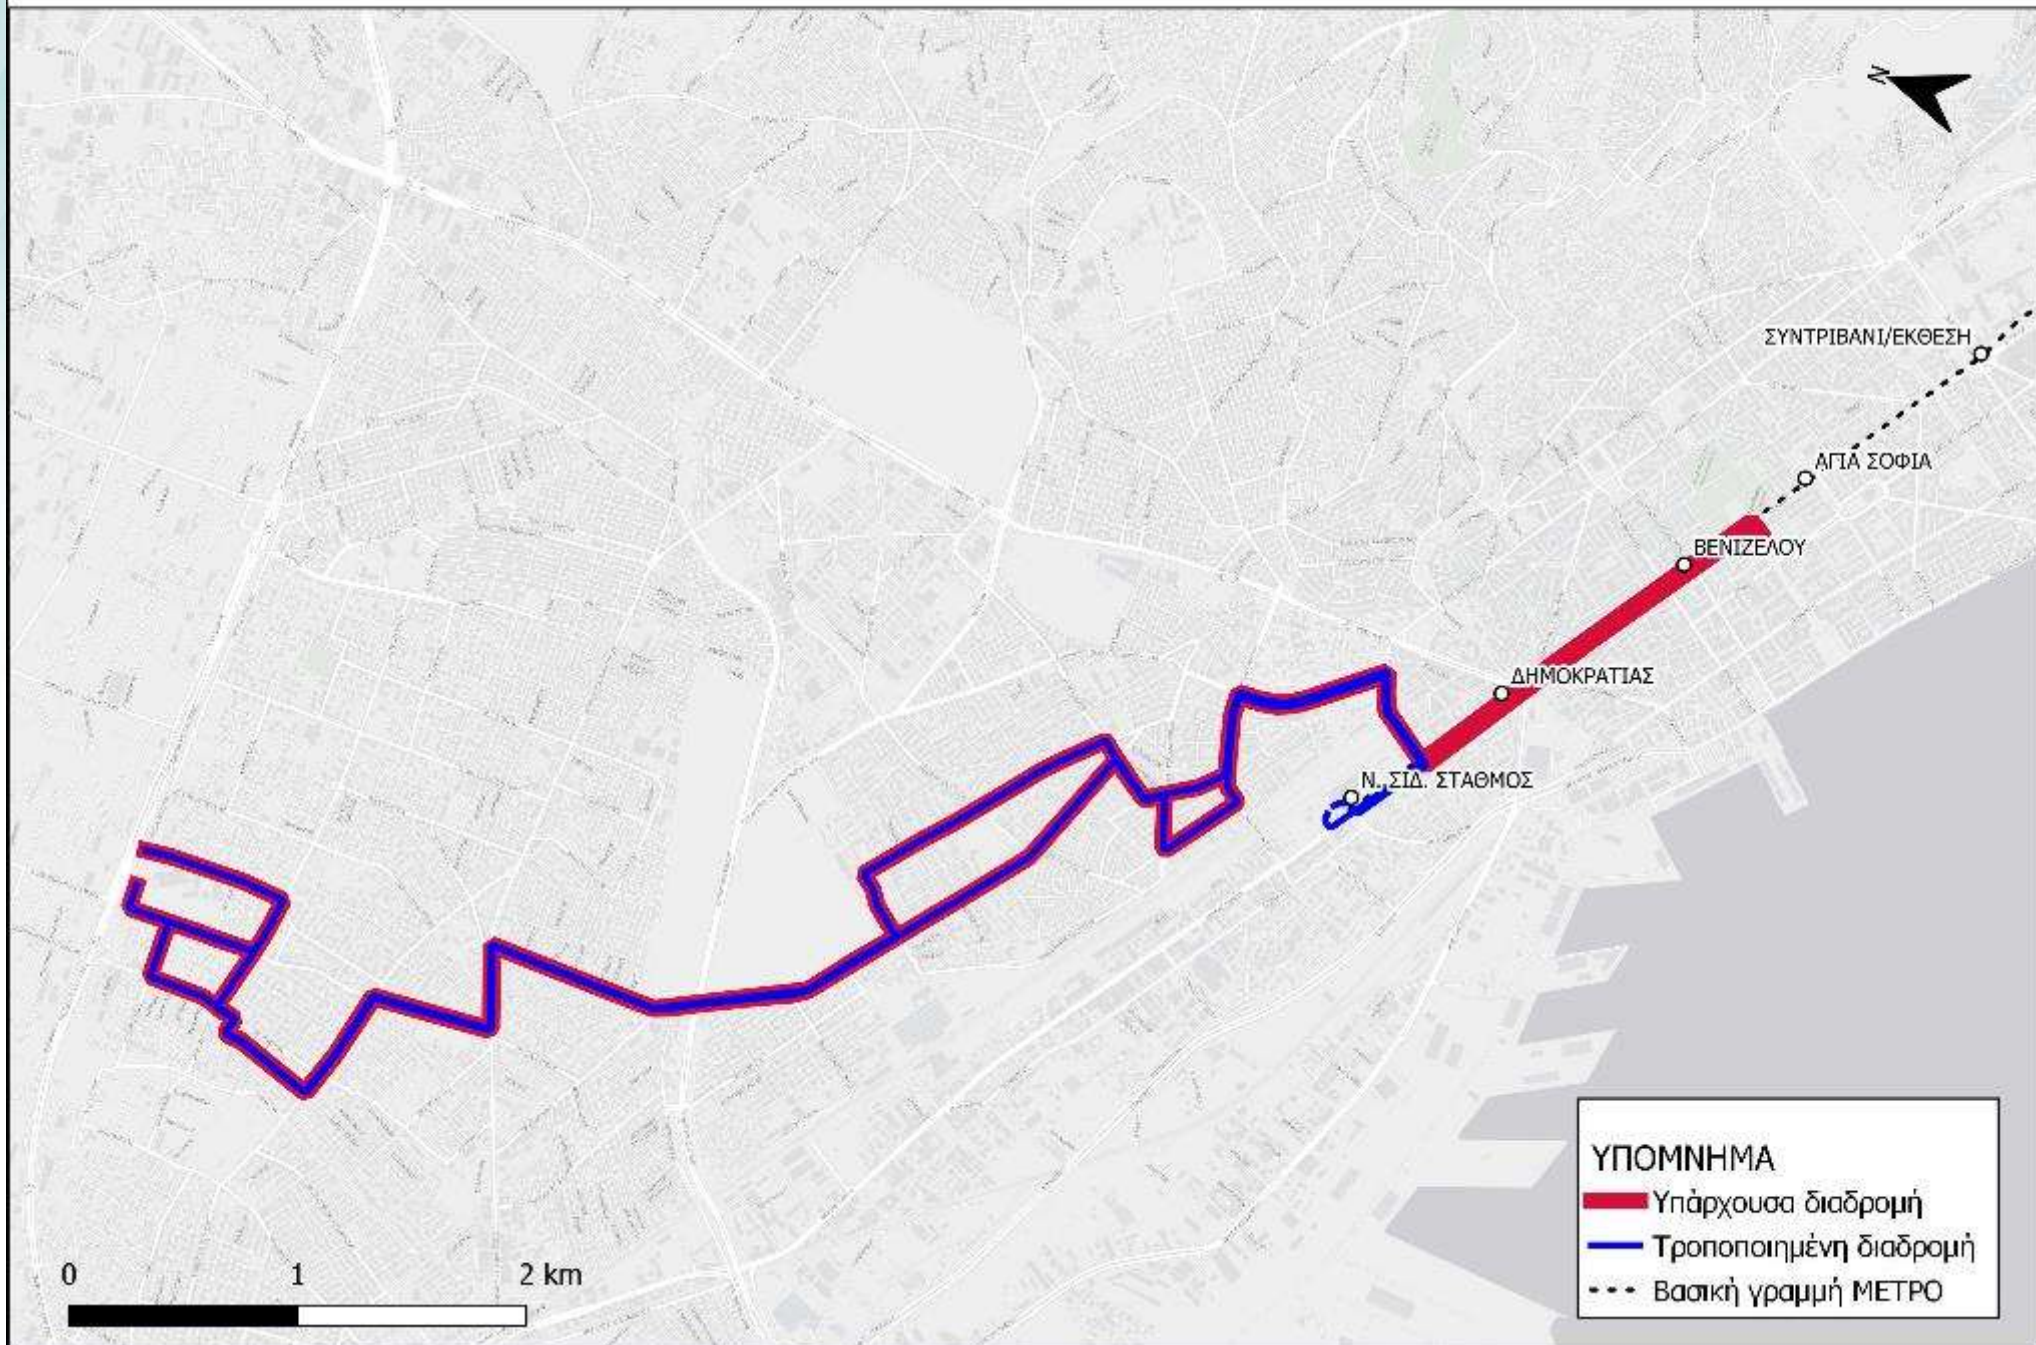 N
ΣΥΝΤΡΙΒΑΝΙ/ΕΚΘΕΣΗ
ΑΓΙΑ ΣΟΦΙΑ
ΒΕΝΙΖΕΛΟΥ
ΔΗΜΟΚΡΑΤΙΑΣ
Ν. ΣΙΔ. ΣΤΑΘΜΟΣ
ΥΠΟΜΝΗΜΑ
Υπάρχουσα διαδρομή
Τροποποιημένη διαδρομή
Βασική γραμμή ΜΕΤΡΟ
0 1 2 km